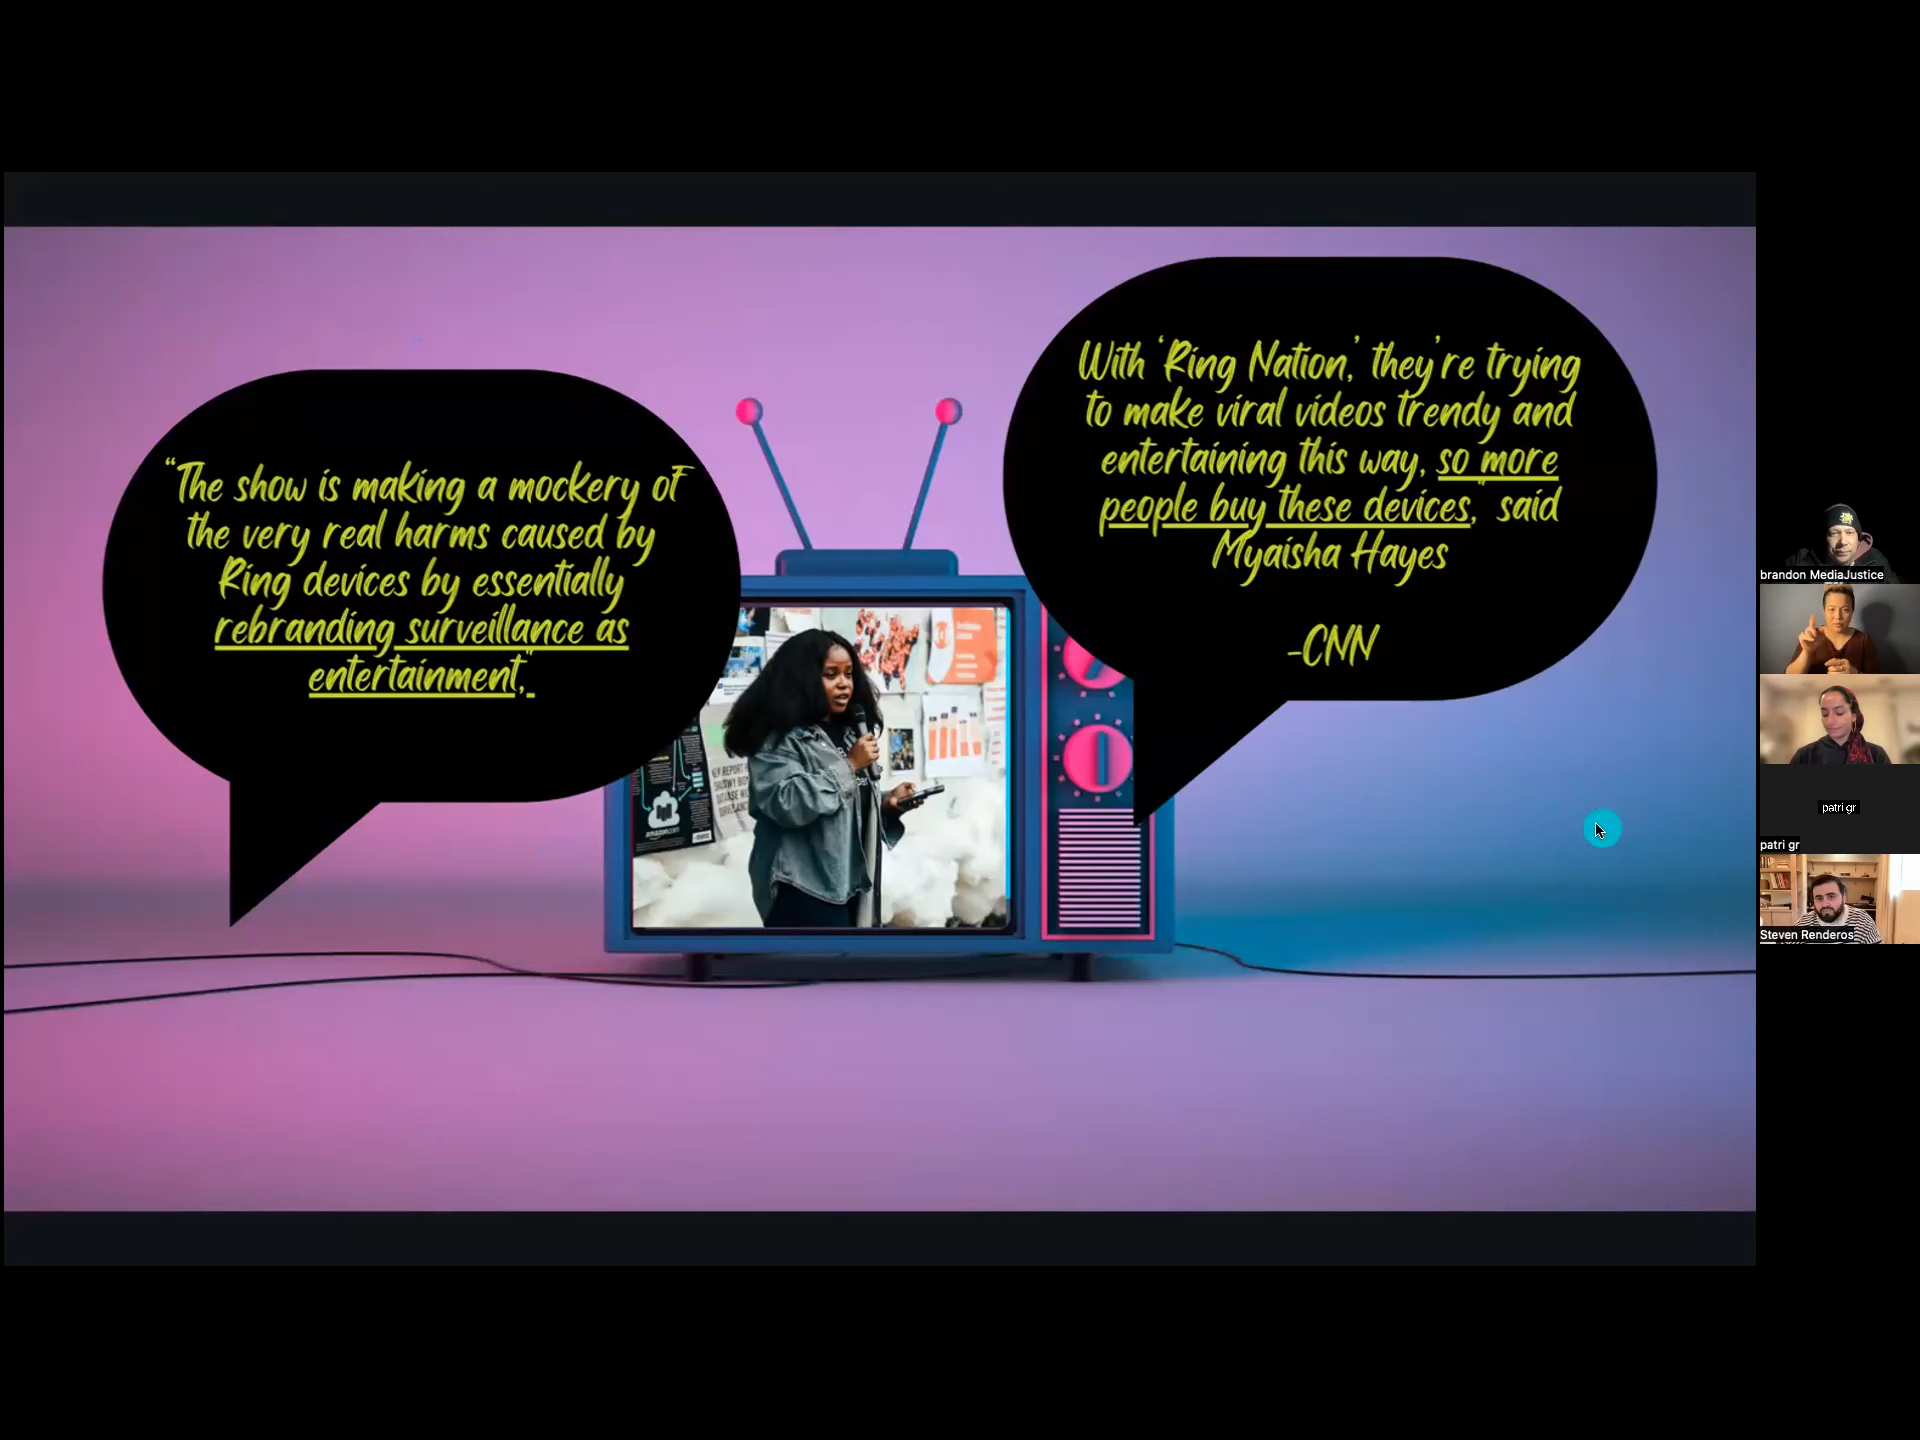 “The show is making a mockery of
the very real harms caused by
Ring devices by essentially
rebranding surveillance as
entertainment,”
With ‘Ring Nation,’ they’re trying
to make viral videos trendy and
entertaining this way, so more
people buy these devices,” said
Myaisha Hayes
-CNN
amazon.com
brandon MediaJustice
patri gr
patri gr
Steven Renderos